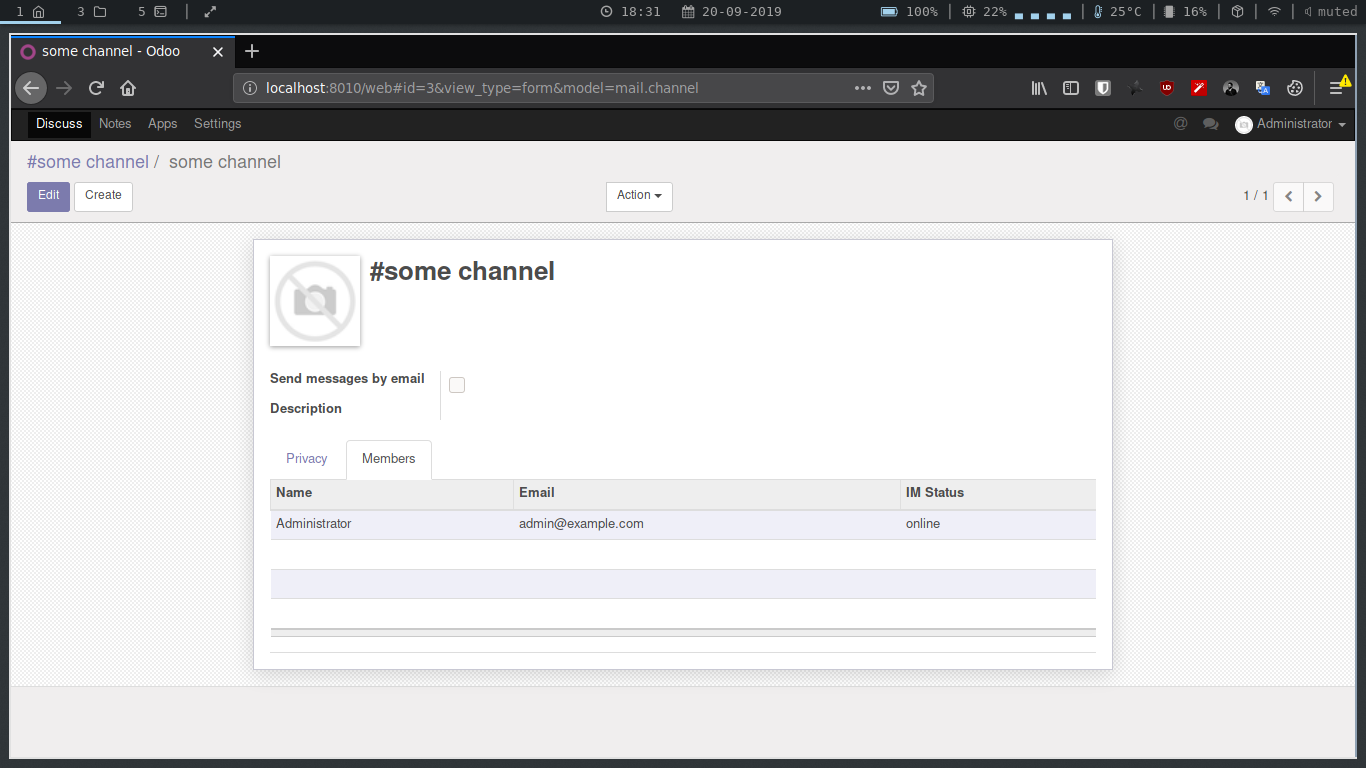 1 3 5 18:31 20-09-2019 100% 22% 25°C 16% muted
some channel - Odoo
localhost:8010/web#id=3&view_type=form&model=mail.channel
Discuss Notes Apps Settings @ Administrator
#some channel / some channel
Edit Create Action 1 / 1
#some channel
Send messages by email
Description
Privacy Members
Name Email IM Status
Administrator admin@example.com online